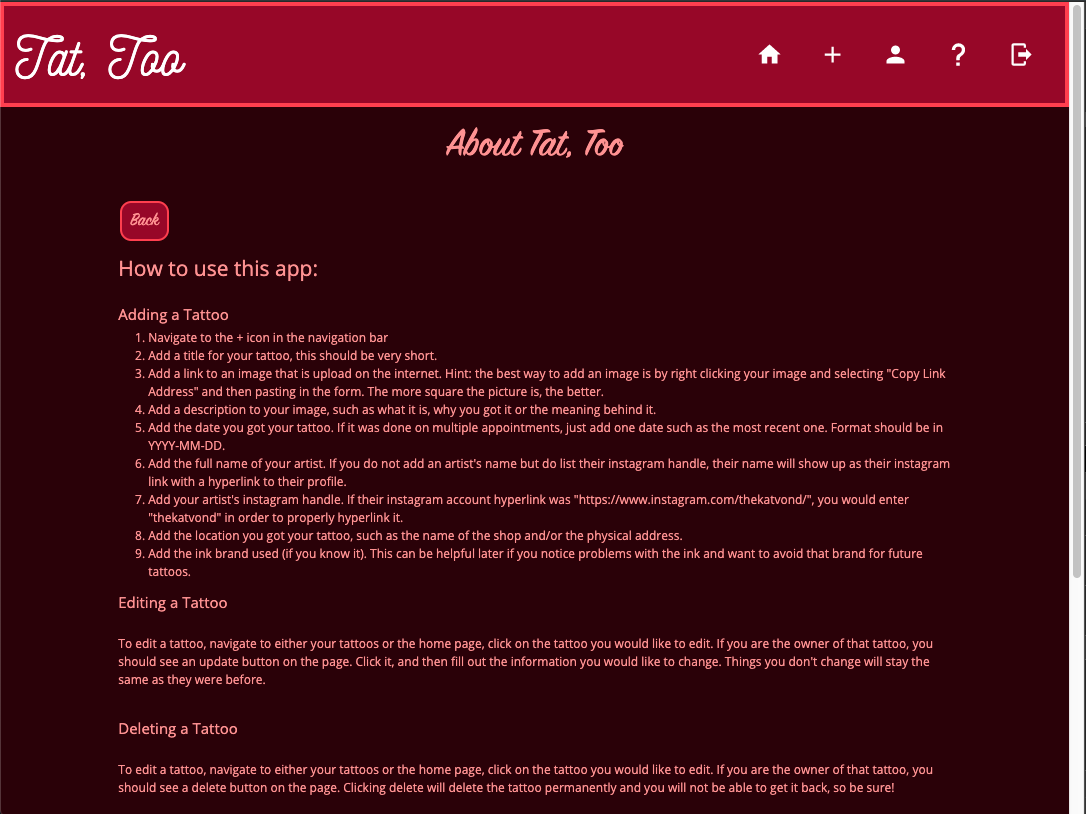 Tat, Too
+
?
About Tat, Too
Back
How to use this app:
Adding a Tattoo
1. Navigate to the + icon in the navigation bar
2. Add a title for your tattoo, this should be very short.
3. Add a link to an image that is upload on the internet. Hint: the best way to add an image is by right clicking your image and selecting "Copy Link
Address" and then pasting in the form. The more square the picture is, the better.
4. Add a description to your image, such as what it is, why you got it or the meaning behind it.
5. Add the date you got your tattoo. If it was done on multiple appointments, just add one date such as the most recent one. Format should be in
YYYY-MM-DD.
6. Add the full name of your artist. If you do not add an artist's name but do list their instagram handle, their name will show up as their instagram
link with a hyperlink to their profile.
7. Add your artist's instagram handle. If their instagram account hyperlink was "https://www.instagram.com/thekatvond/", you would enter
"thekatvond" in order to properly hyperlink it.
8. Add the location you got your tattoo, such as the name of the shop and/or the physical address.
9. Add the ink brand used (if you know it). This can be helpful later if you notice problems with the ink and want to avoid that brand for future
tattoos.
Editing a Tattoo
To edit a tattoo, navigate to either your tattoos or the home page, click on the tattoo you would like to edit. If you are the owner of that tattoo, you
should see an update button on the page. Click it, and then fill out the information you would like to change. Things you don't change will stay the
same as they were before.
Deleting a Tattoo
To edit a tattoo, navigate to either your tattoos or the home page, click on the tattoo you would like to edit. If you are the owner of that tattoo, you
should see a delete button on the page. Clicking delete will delete the tattoo permanently and you will not be able to get it back, so be sure!